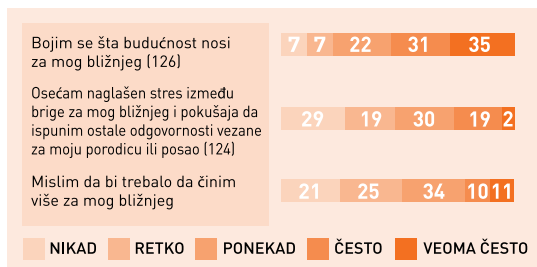 Bojim se šta budućnost nosi
za mog bližnjeg (126)
7 7 22 31 35
Osećam naglašen stres između
brige za mog bližnjeg i pokušaja da
ispunim ostale odgovornosti vezane
za moju porodicu ili posao (124)
29 19 30 19 2
Mislim da bi trebalo da činim
više za mog bližnjeg
21 25 34 10 11
NIKAD RETKO PONEKAD ČESTO VEOMA ČESTO